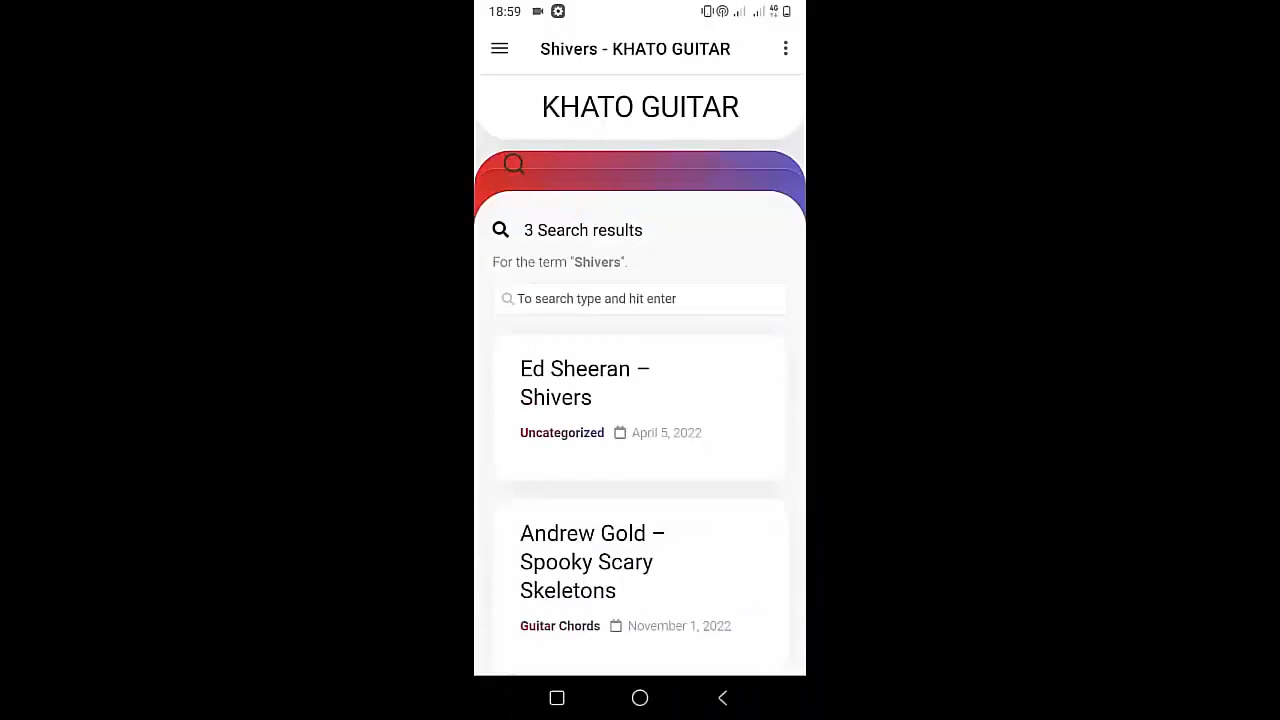 18:59
4G
Shivers - KHATO GUITAR
KHATO GUITAR
3 Search results
For the term "Shivers".
To search type and hit enter
Ed Sheeran –
Shivers
Uncategorized April 5, 2022
Andrew Gold –
Spooky Scary
Skeletons
Guitar Chords November 1, 2022